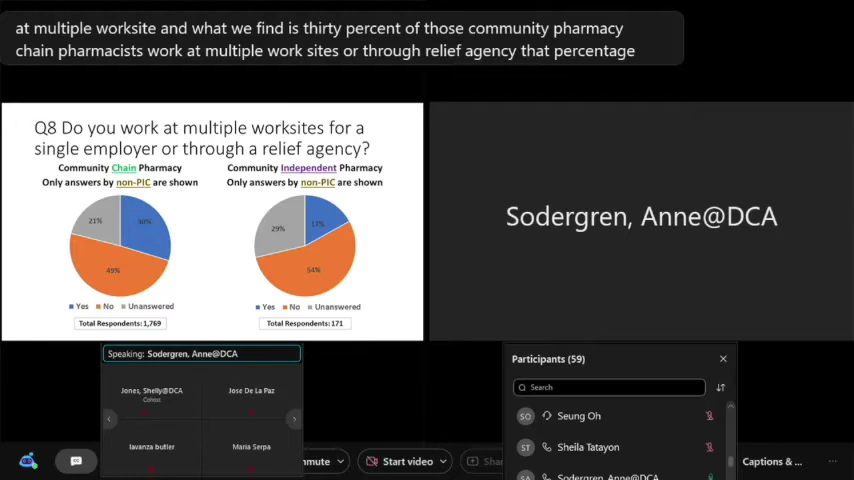 at multiple worksite and what we find is thirty percent of those community pharmacy
chain pharmacists work at multiple work sites or through relief agency that percentage
Q8 Do you work at multiple worksites for a
single employer or through a relief agency?
Community Chain Pharmacy
Only answers by non-PIC are shown
30%
21%
49%
Yes No Unanswered
Total Respondents: 1,769
Community Independent Pharmacy
Only answers by non-PIC are shown
17%
29%
54%
Yes No Unanswered
Total Respondents: 171
Sodergren, Anne@DCA
Speaking: Sodergren, Anne@DCA
Jones, Shelly@DCA
Cohost
Jose De La Paz
lavanza butler
Maria Serpa
Participants (59)
Search
SO Seung Oh
ST Sheila Tatayon
SA Sodergren, Anne@DCA
mute
Start video
Shar
Captions & ...